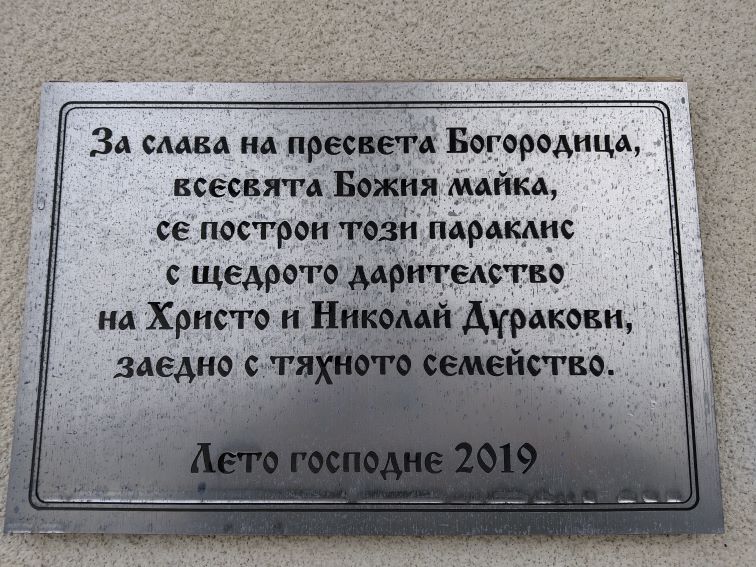 За слава на пресвета Богородица,
всесвята Божия майка,
се построи този параклис
с щедрото дарителство
на Христо и Николай Дуракови,
заедно с тяхното семейство.
Лето господне 2019